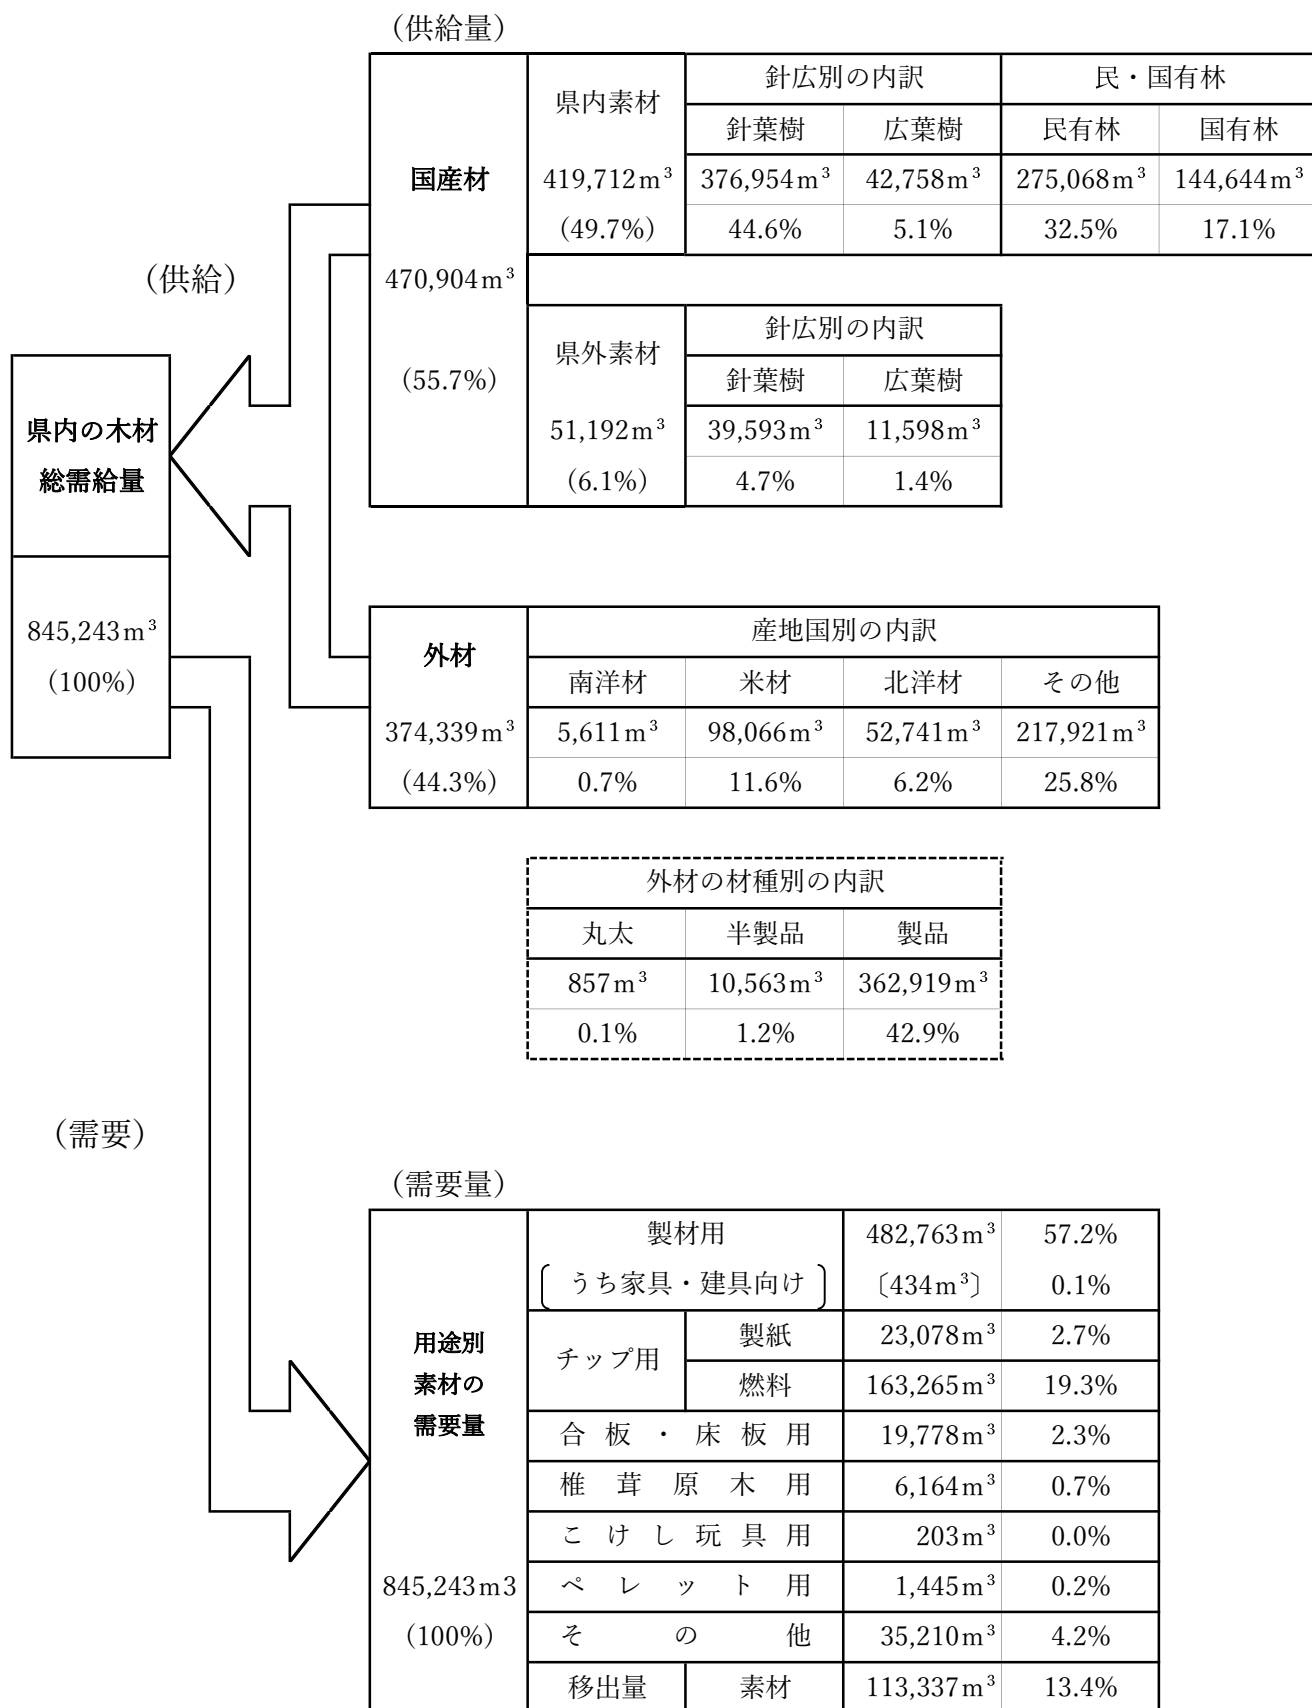 （供給量）
県内素材 針広別の内訳 民・国有林
針葉樹 広葉樹 民有林 国有林
国産材 419,712m³ 376,954m³ 42,758m³ 275,068m³ 144,644m³
（49.7%） 44.6% 5.1% 32.5% 17.1%
（供給） 470,904m³
県外素材 針広別の内訳
（55.7%） 針葉樹 広葉樹
51,192m³ 39,593m³ 11,598m³
（6.1%） 4.7% 1.4%
県内の木材
総需給量
845,243m³
（100%）
外材 産地国別の内訳
南洋材 米材 北洋材 その他
374,339m³ 5,611m³ 98,066m³ 52,741m³ 217,921m³
（44.3%） 0.7% 11.6% 6.2% 25.8%
外材の材種別の内訳
丸太 半製品 製品
857m³ 10,563m³ 362,919m³
0.1% 1.2% 42.9%
（需要）
（需要量）
用途別
素材の
需要量
845,243m3
（100%）
製材用 482,763m³ 57.2%
〔うち家具・建具向け〕 〔434m³〕 0.1%
チップ用 製紙 23,078m³ 2.7%
燃料 163,265m³ 19.3%
合板・床板用 19,778m³ 2.3%
椎茸原木用 6,164m³ 0.7%
こけし玩具用 203m³ 0.0%
ペレット用 1,445m³ 0.2%
その他 35,210m³ 4.2%
移出量 素材 113,337m³ 13.4%